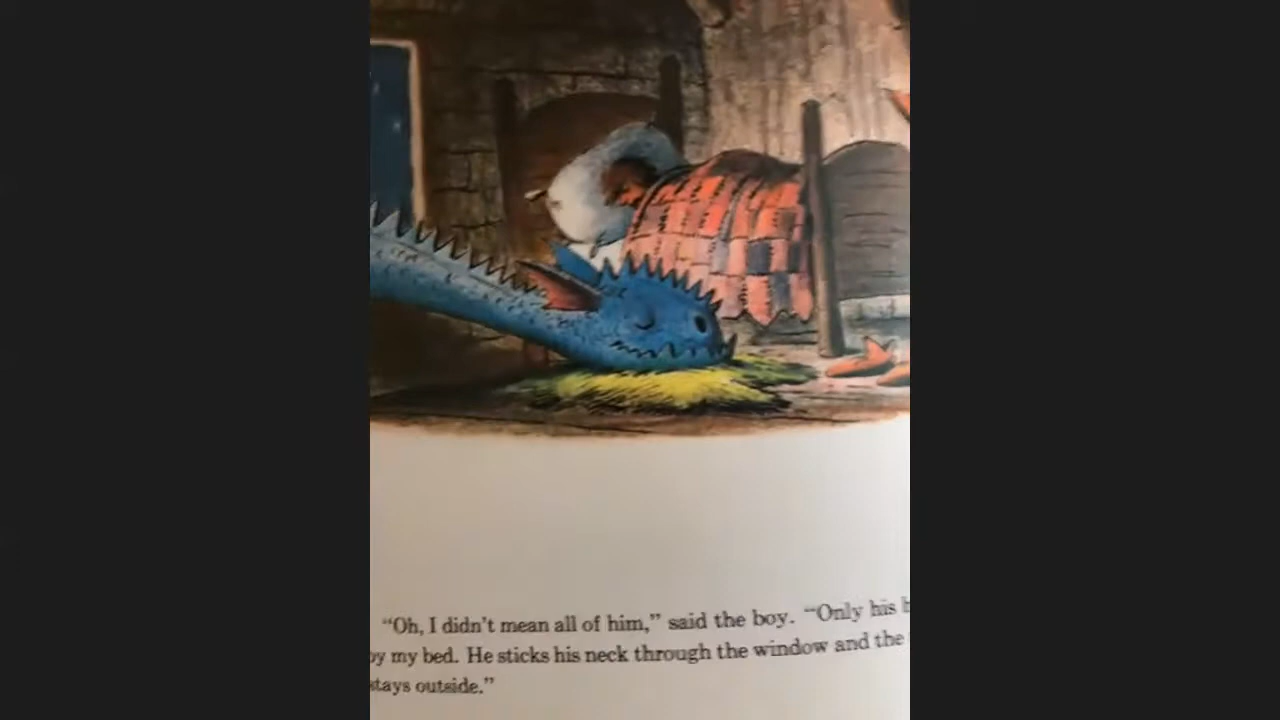 “Oh, I didn’t mean all of him,” said the boy. “Only his
my bed. He sticks his neck through the window and the
stays outside.”